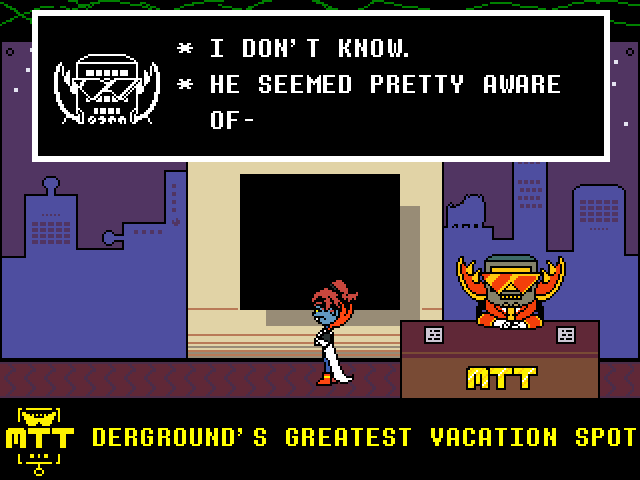 * I DON'T KNOW.
* HE SEEMED PRETTY AWARE
OF-
MTT
MTT DERGROUND'S GREATEST VACATION SPOT